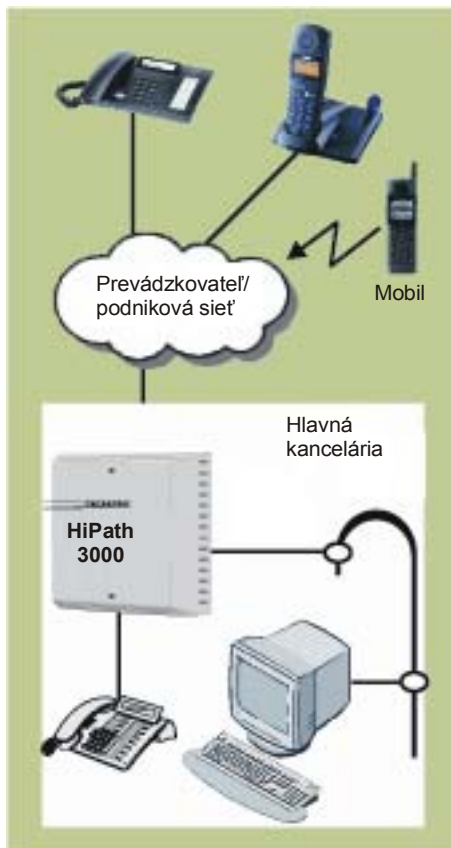 Prevádzkovateľ/
podniková sieť
Mobil
Hlavná
kancelária
HiPath
3000